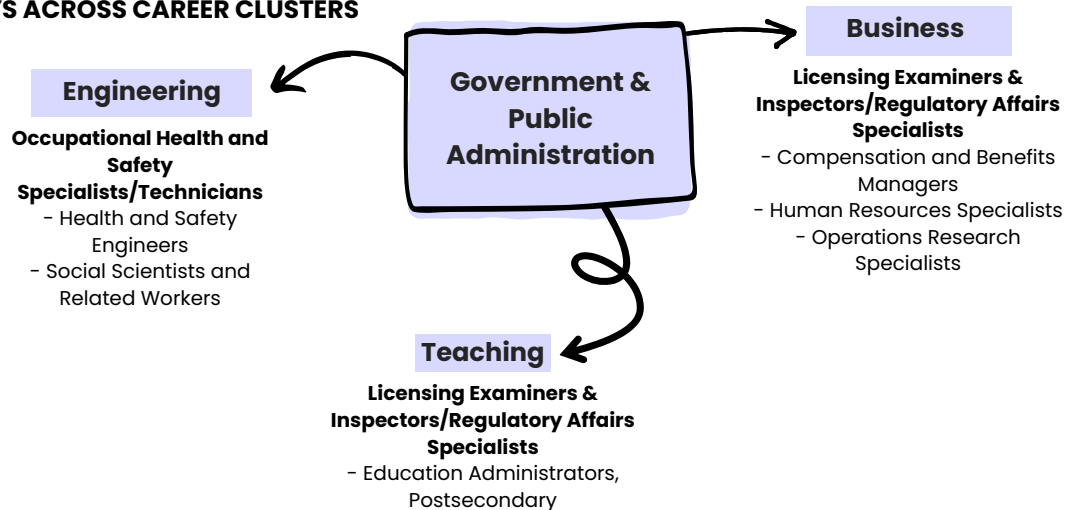 S ACROSS CAREER CLUSTERS
Government &
Public
Administration
Engineering
Occupational Health and
Safety
Specialists/Technicians
- Health and Safety
Engineers
- Social Scientists and
Related Workers
Business
Licensing Examiners &
Inspectors/Regulatory Affairs
Specialists
- Compensation and Benefits
Managers
- Human Resources Specialists
- Operations Research
Specialists
Teaching
Licensing Examiners &
Inspectors/Regulatory Affairs
Specialists
- Education Administrators,
Postsecondary